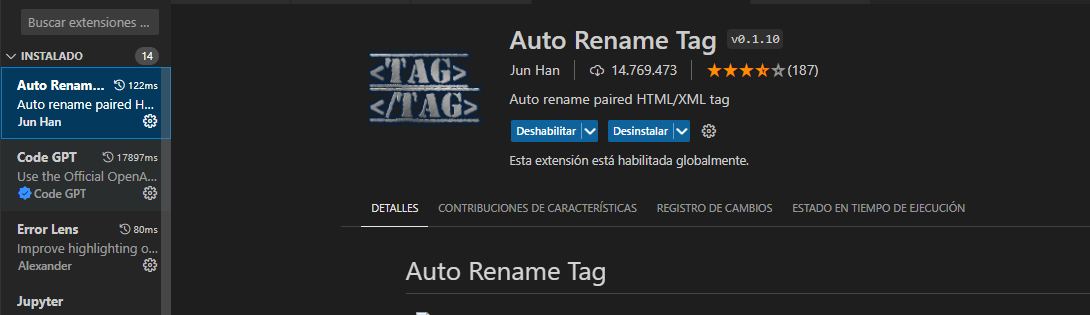 Buscar extensiones ...
INSTALADO 14
Auto Renam... 122ms
Auto rename paired H...
Jun Han
Code GPT 17897ms
Use the Official OpenA...
Code GPT
Error Lens 80ms
Improve highlighting o...
Alexander
Jupyter
<TAG>
</TAG>
Auto Rename Tag v0.1.10
Jun Han 14.769.473 (187)
Auto rename paired HTML/XML tag
Deshabilitar Desinstalar
Esta extensión está habilitada globalmente.
DETALLES CONTRIBUCIONES DE CARACTERÍSTICAS REGISTRO DE CAMBIOS ESTADO EN TIEMPO DE EJECUCIÓN
Auto Rename Tag